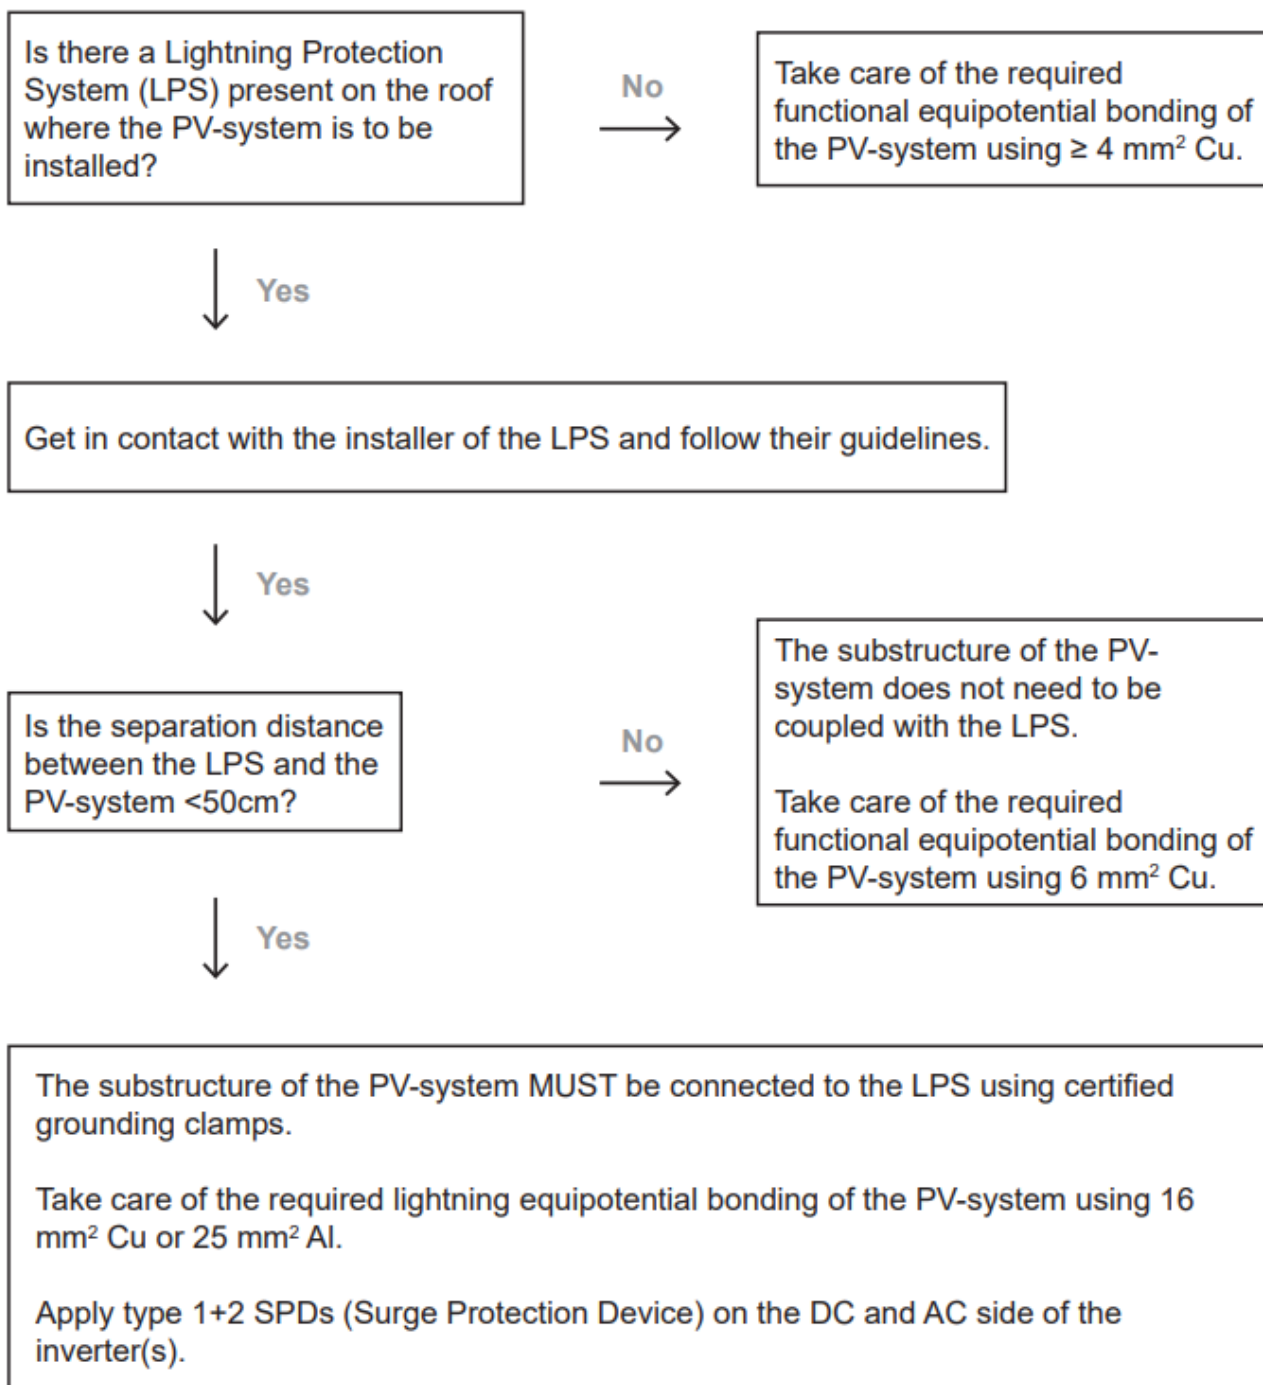 Is there a Lightning Protection
System (LPS) present on the roof
where the PV-system is to be
installed?
No
Take care of the required
functional equipotential bonding of
the PV-system using ≥ 4 mm² Cu.
Yes
Get in contact with the installer of the LPS and follow their guidelines.
Yes
Is the separation distance
between the LPS and the
PV-system <50cm?
No
The substructure of the PV-
system does not need to be
coupled with the LPS.
Take care of the required
functional equipotential bonding of
the PV-system using 6 mm² Cu.
Yes
The substructure of the PV-system MUST be connected to the LPS using certified
grounding clamps.
Take care of the required lightning equipotential bonding of the PV-system using 16
mm² Cu or 25 mm² Al.
Apply type 1+2 SPDs (Surge Protection Device) on the DC and AC side of the
inverter(s).